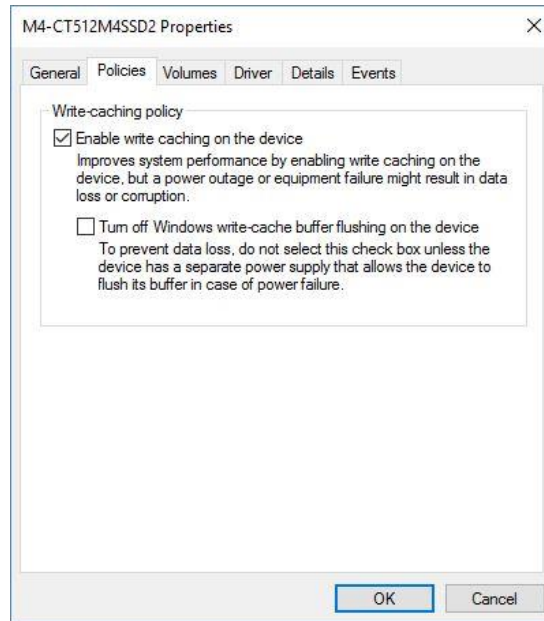 M4-CT512M4SSD2 Properties
General Policies Volumes Driver Details Events
Write-caching policy
Enable write caching on the device
Improves system performance by enabling write caching on the
device, but a power outage or equipment failure might result in data
loss or corruption.
Turn off Windows write-cache buffer flushing on the device
To prevent data loss, do not select this check box unless the
device has a separate power supply that allows the device to
flush its buffer in case of power failure.
OK Cancel